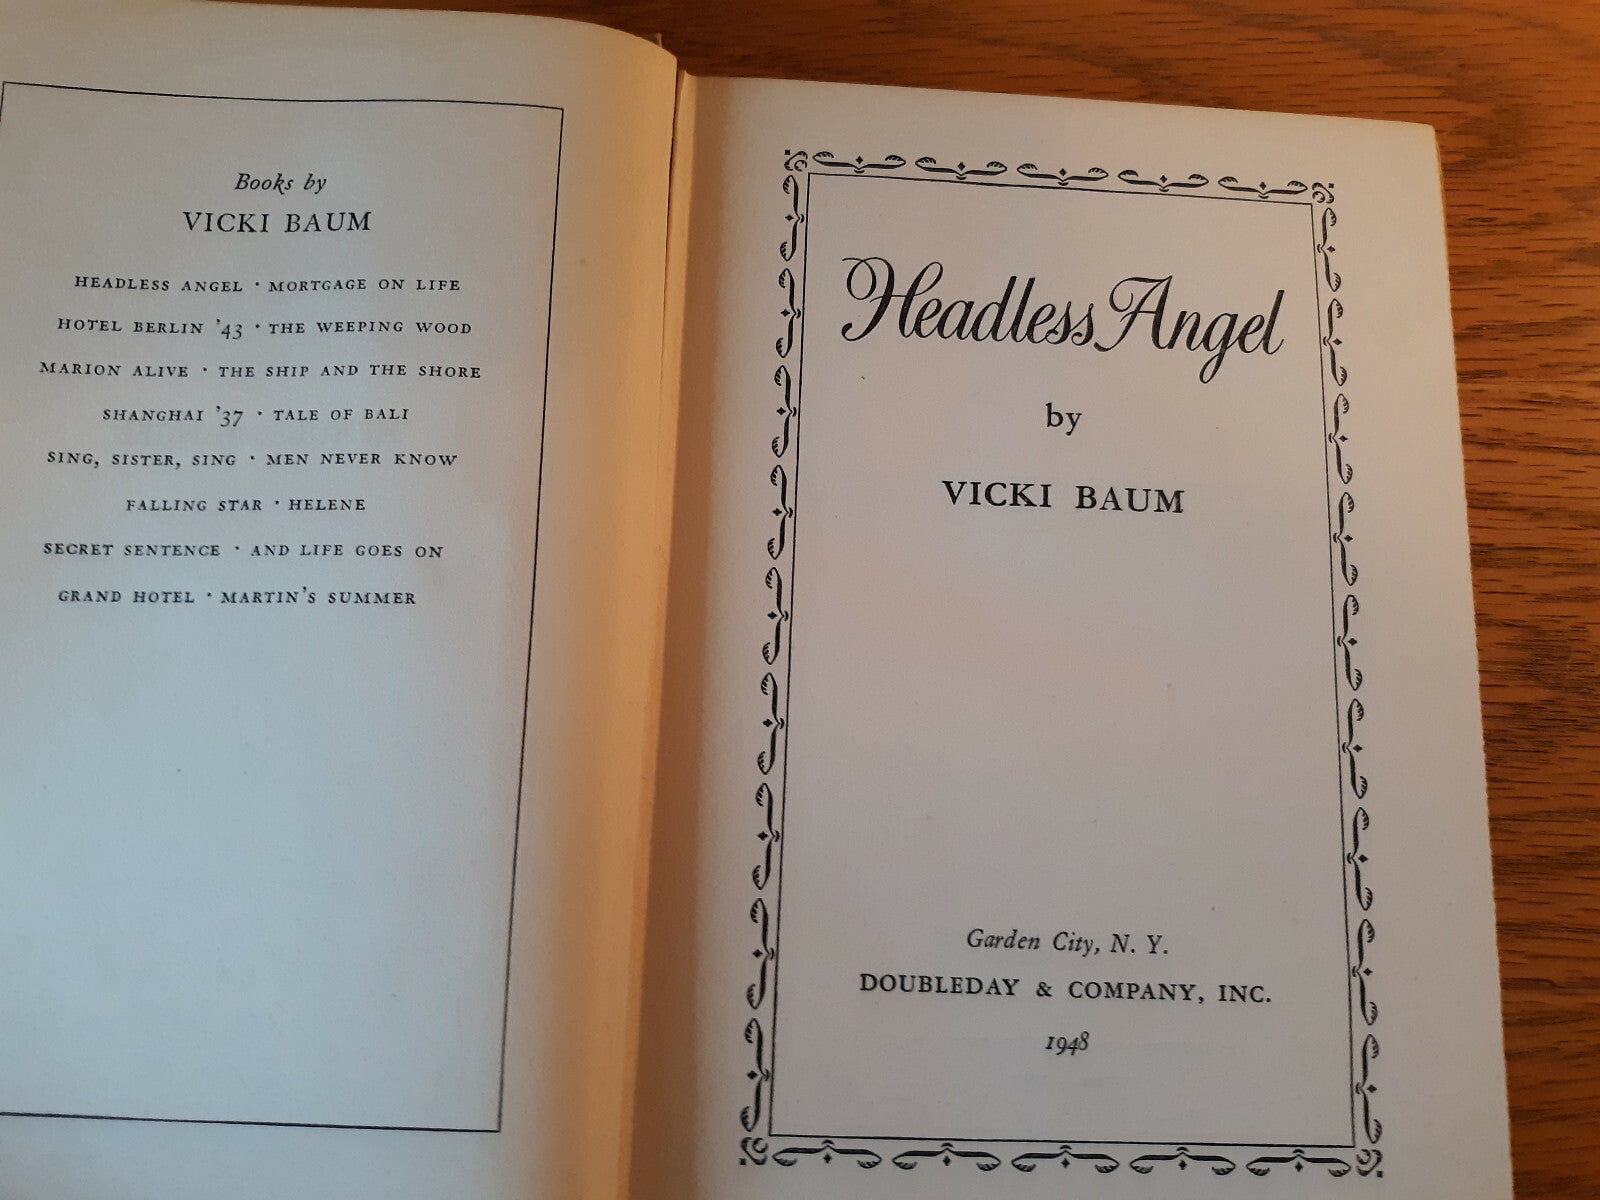 Books by
VICKI BAUM
HEADLESS ANGEL · MORTGAGE ON LIFE
HOTEL BERLIN '43 · THE WEEPING WOOD
MARION ALIVE · THE SHIP AND THE SHORE
SHANGHAI '37 · TALE OF BALI
SING, SISTER, SING · MEN NEVER KNOW
FALLING STAR · HELENE
SECRET SENTENCE · AND LIFE GOES ON
GRAND HOTEL · MARTIN'S SUMMER
Headless Angel
by
VICKI BAUM
Garden City, N. Y.
DOUBLEDAY & COMPANY, INC.
1948